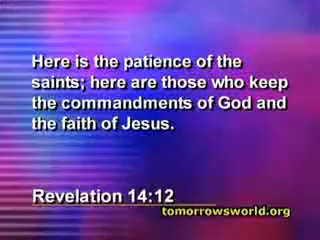 Here is the patience of the
saints; here are those who keep
the commandments of God and
the faith of Jesus.
Revelation 14:12
tomorrowsworld.org